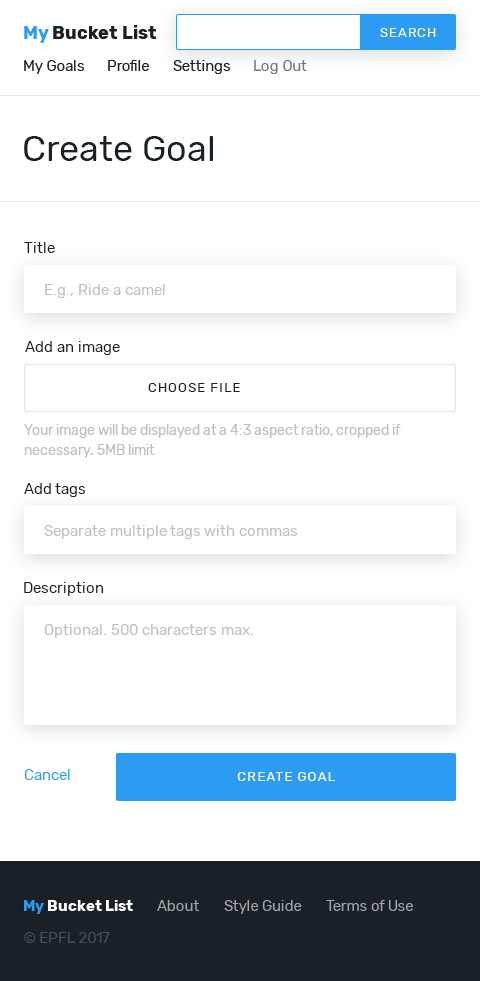 My Bucket List
SEARCH
My Goals Profile Settings Log Out
Create Goal
Title
E.g., Ride a camel
Add an image
CHOOSE FILE
Your image will be displayed at a 4:3 aspect ratio, cropped if
necessary. 5MB limit
Add tags
Separate multiple tags with commas
Description
Optional. 500 characters max.
Cancel
CREATE GOAL
My Bucket List About Style Guide Terms of Use
© EPFL 2017